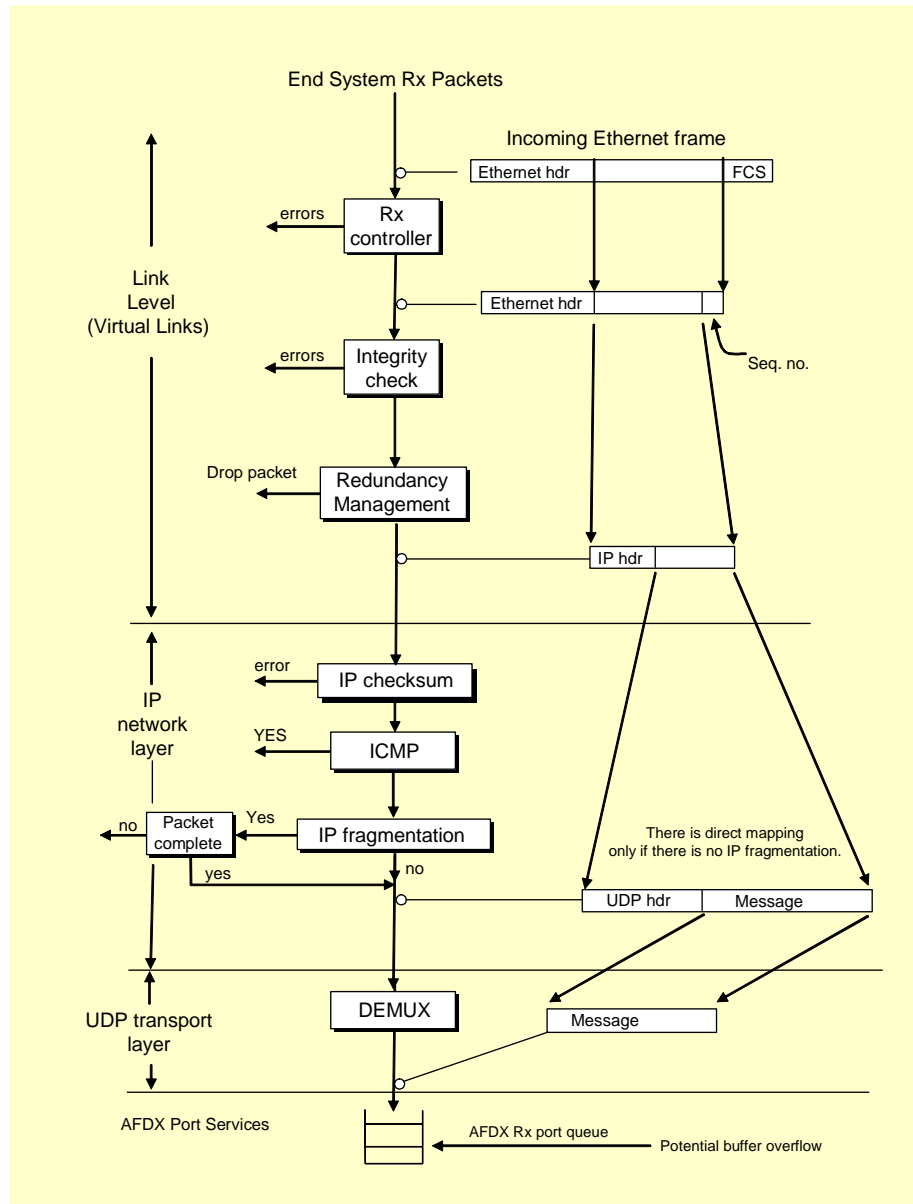 End System Rx Packets
Incoming Ethernet frame
Ethernet hdr
FCS
errors
Rx
controller
Link
Level
(Virtual Links)
Ethernet hdr
errors
Integrity
check
Seq. no.
Drop packet
Redundancy
Management
IP hdr
error
IP checksum
IP
network
layer
YES
ICMP
no
Packet
complete
Yes
IP fragmentation
There is direct mapping
only if there is no IP fragmentation.
yes
no
UDP hdr
Message
UDP transport
layer
DEMUX
Message
AFDX Port Services
AFDX Rx port queue
Potential buffer overflow